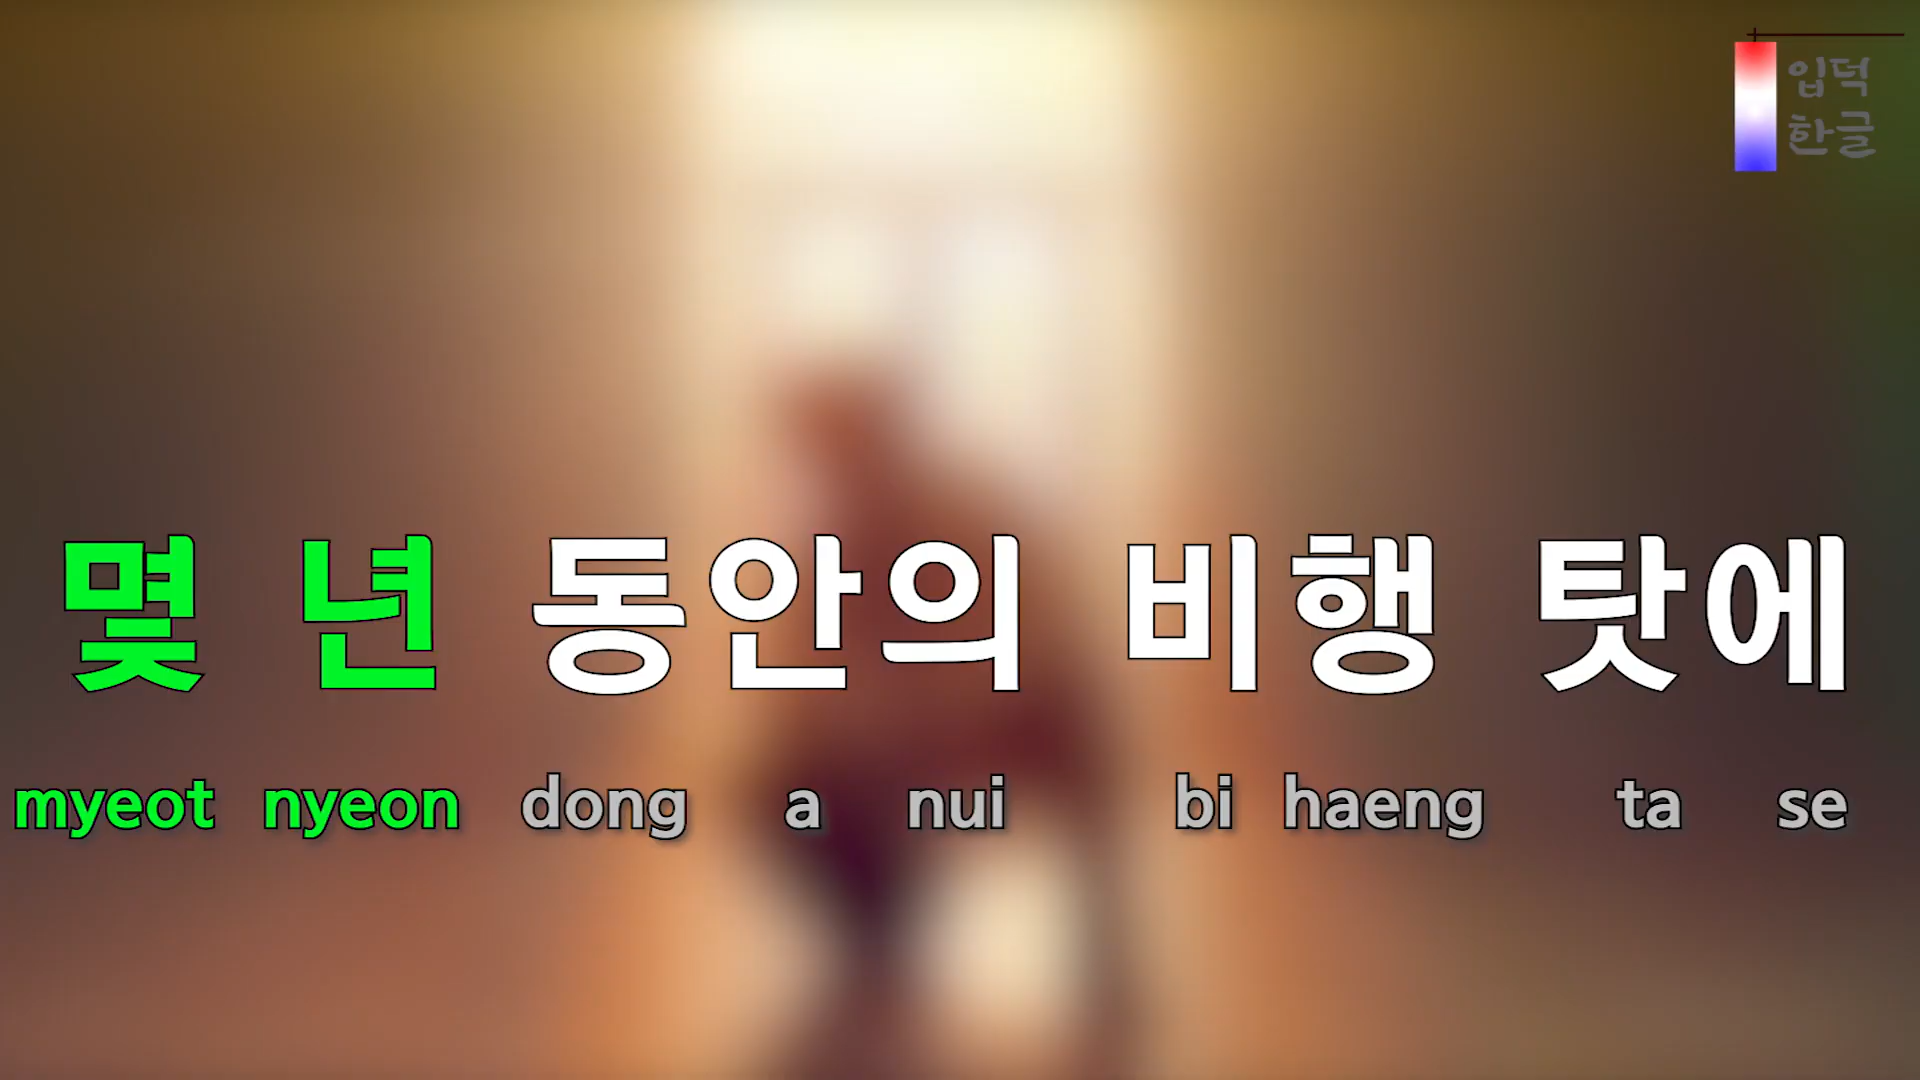 입덕
한글
몇 년 동안의 비행 탓에
myeot nyeon dong a nui bi haeng ta se